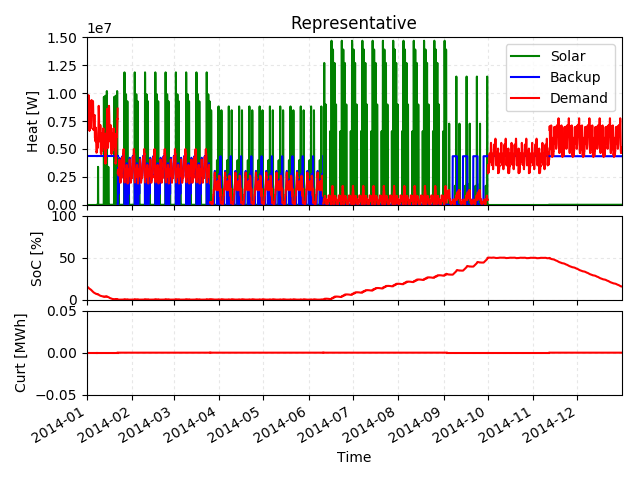 Representative
1e7
1.50
1.25
1.00
0.75
0.50
0.25
0.00
Heat [W]
Solar
Backup
Demand
100
50
0
SoC [%]
0.05
0.00
−0.05
Curt [MWh]
2014-01
2014-02
2014-03
2014-04
2014-05
2014-06
2014-07
2014-08
2014-09
2014-10
2014-11
2014-12
Time